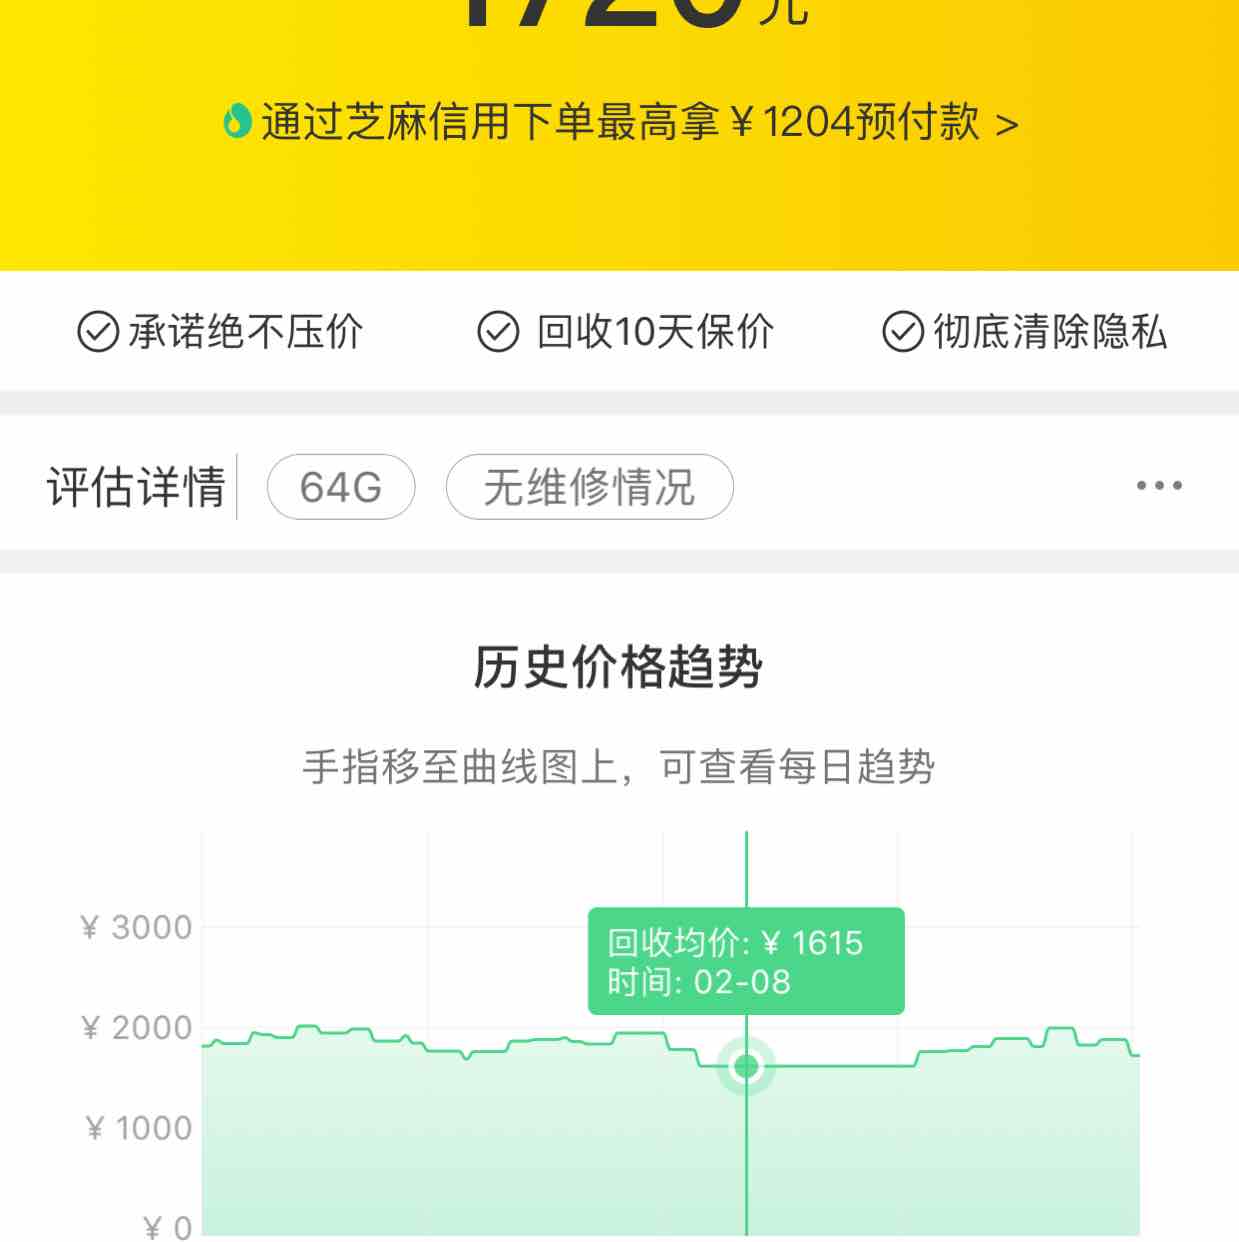 元
通过芝麻信用下单最高拿￥1204预付款 >
承诺绝不压价 回收10天保价 彻底清除隐私
评估详情 64G 无维修情况 ...
历史价格趋势
手指移至曲线图上，可查看每日趋势
¥ 3000
回收均价: ¥ 1615
时间: 02-08
¥ 2000
¥ 1000
¥ 0